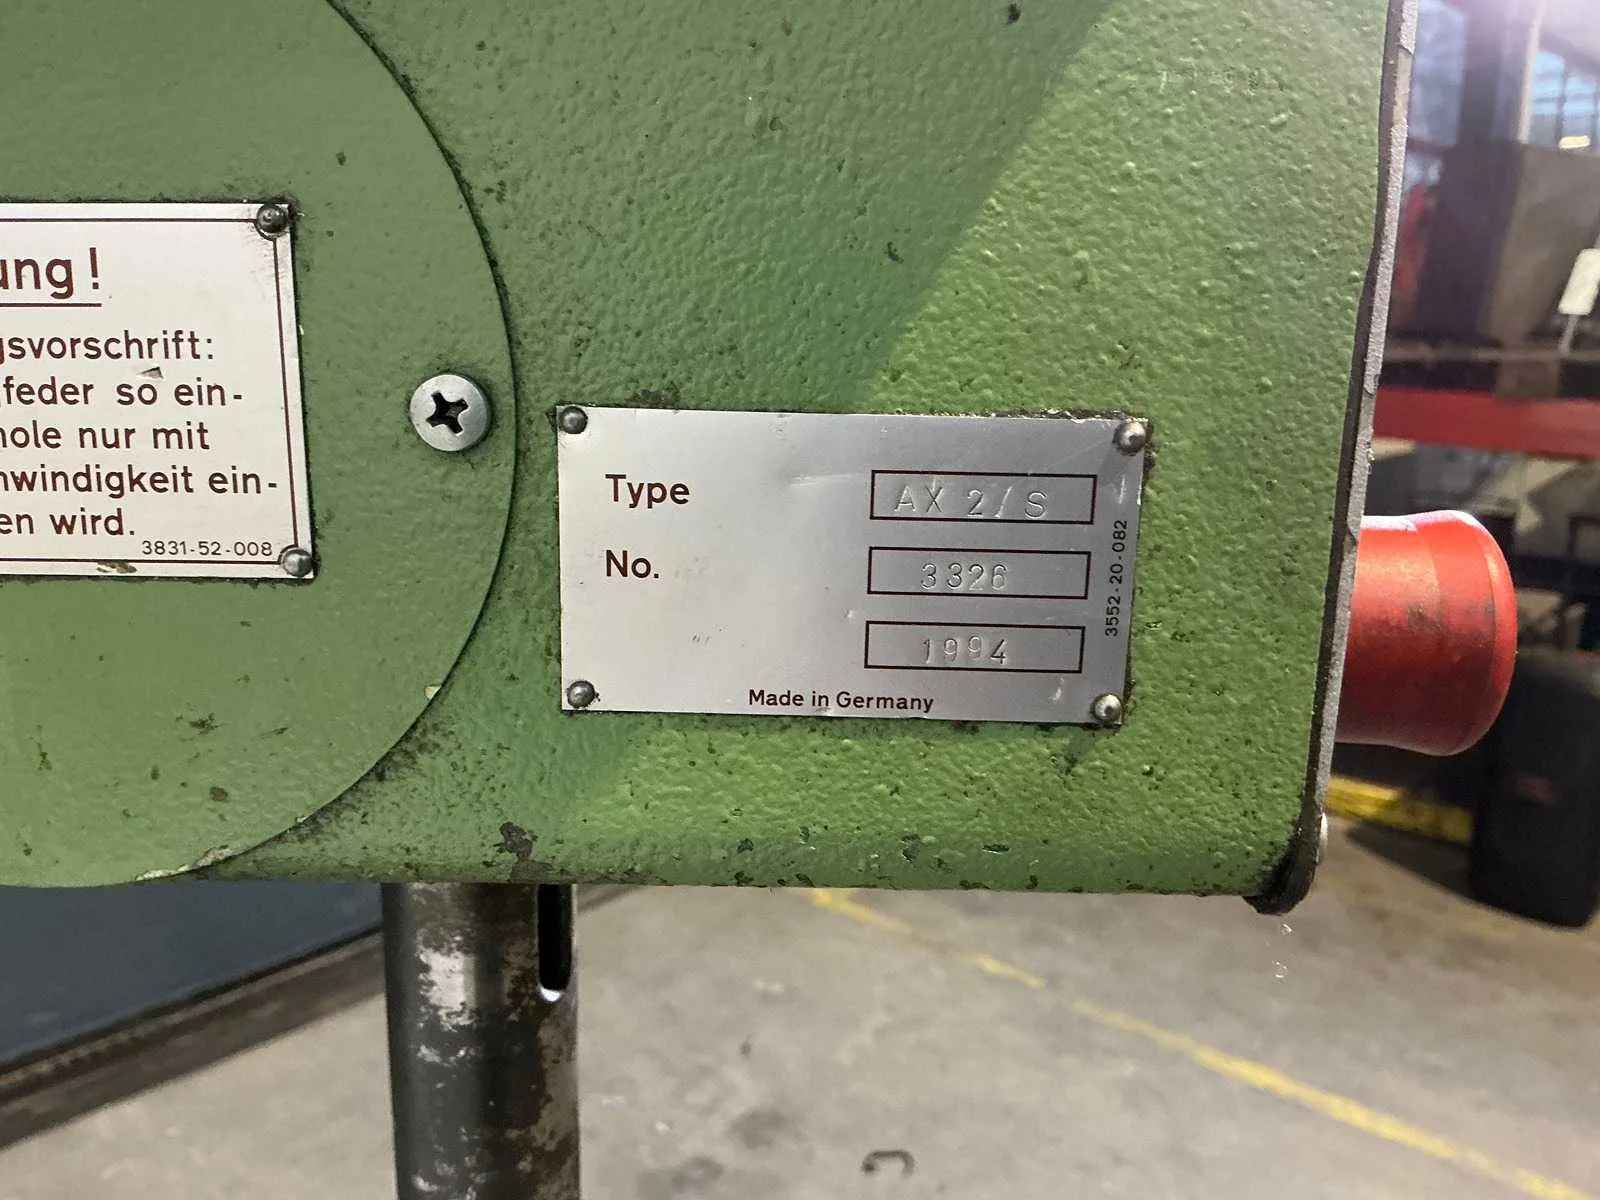 ung!
gsvorschrift:
feder so ein-
hole nur mit
hwindigkeit ein-
en wird.
3831-52-008
Type AX 2/S
No. 3326
1994
Made in Germany
3552-20-082